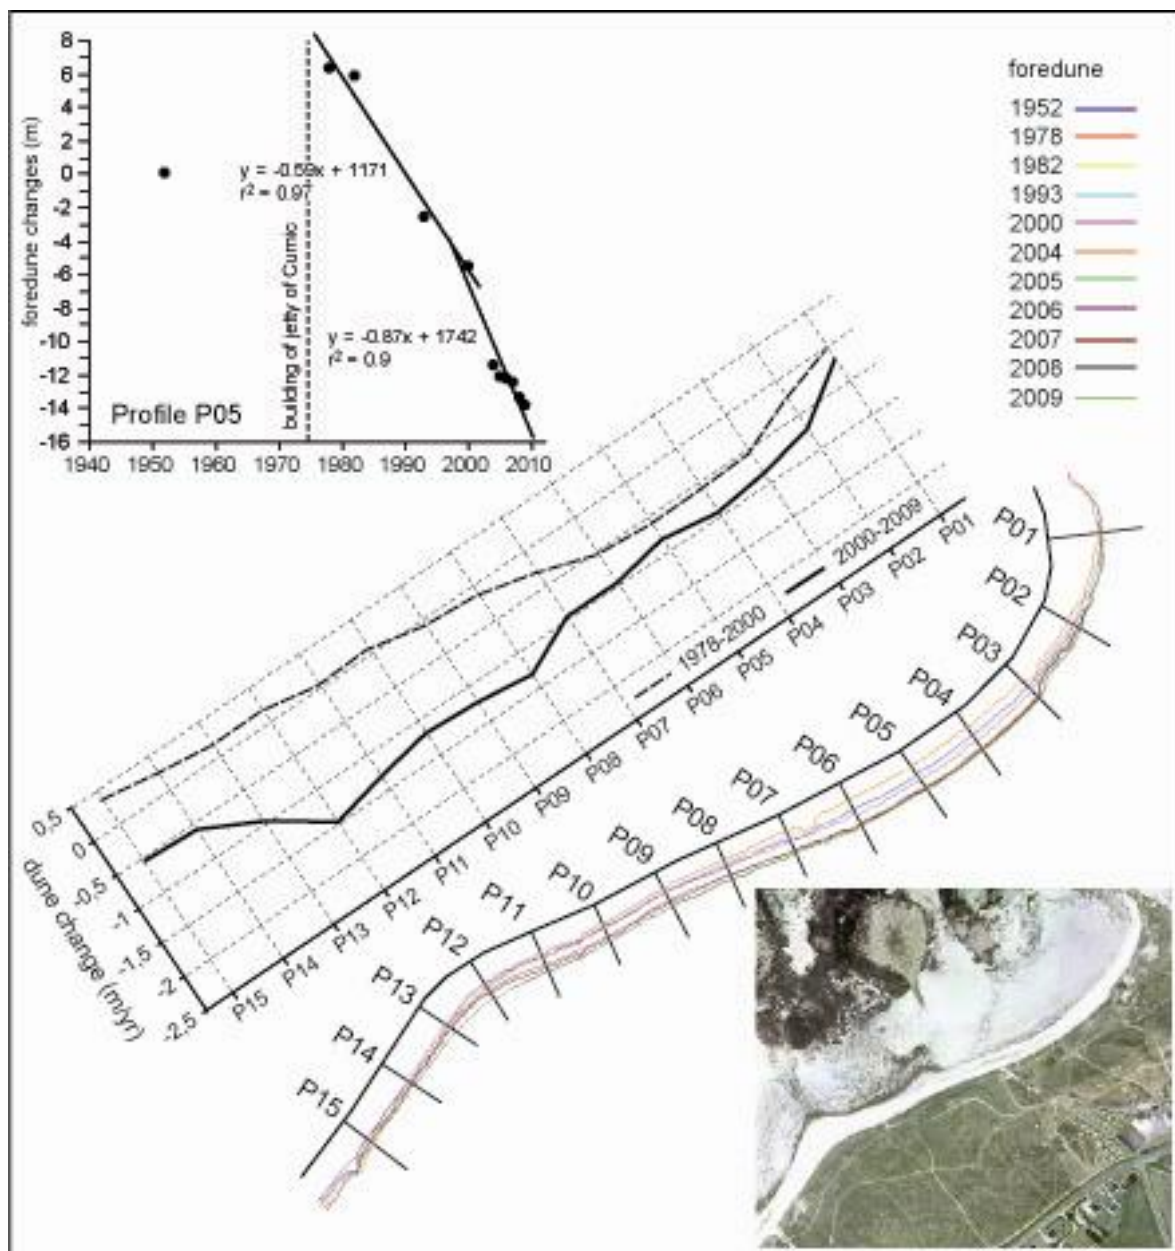 8
6
4
2
0
-2
-4
-6
-8
-10
-12
-14
-16
foredune changes (m)
1940 1950 1960 1970 1980 1990 2000 2010
y = -0.59x + 1171
r² = 0.97
building of jetty of Cumic
y = -0.87x + 1742
r² = 0.9
Profile P05
foredune
1952
1978
1982
1993
2000
2004
2005
2006
2007
2008
2009
0.5
0
-0.5
-1
-1.5
-2
-2.5
dune change (m/yr)
P15
P14
P13
P12
P11
P10
P09
P08
P07
P06
P05
P04
P03
P02
P01
1978-2000
2000-2009
P01
P02
P03
P04
P05
P06
P07
P08
P09
P10
P11
P12
P13
P14
P15